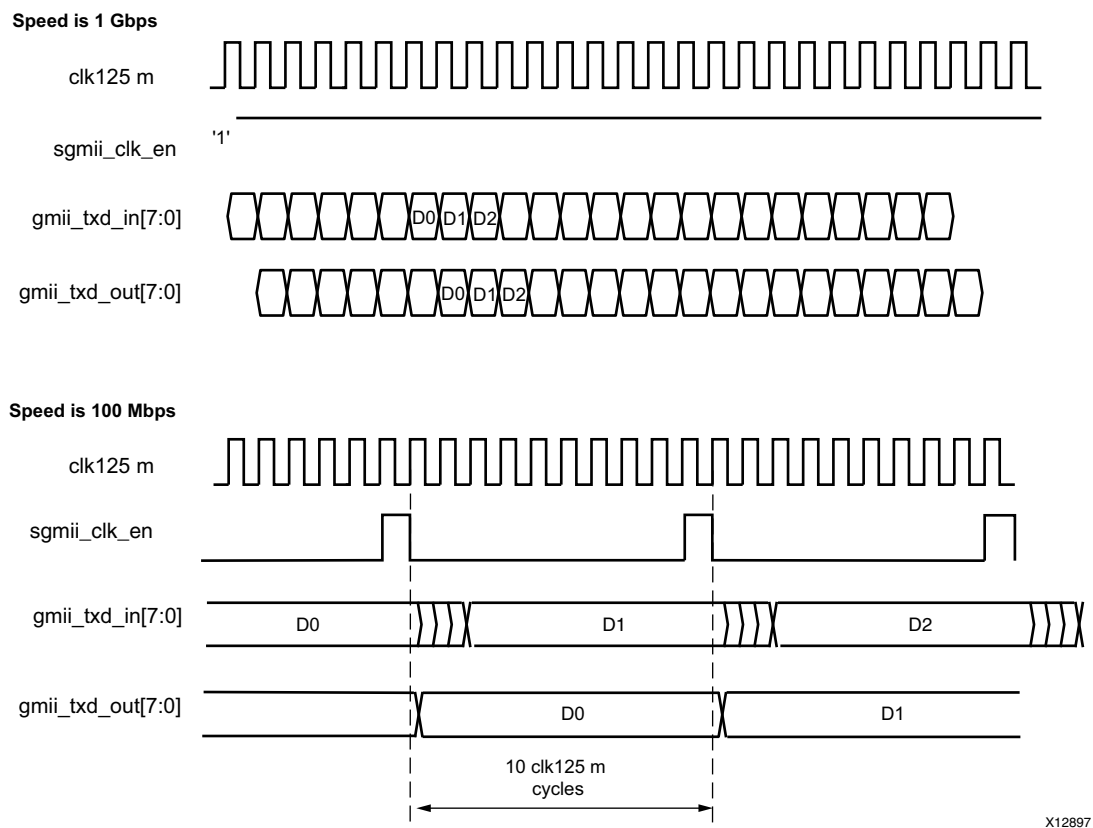 Speed is 1 Gbps
clk125 m
'1'
sgmii_clk_en
gmii_txd_in[7:0]
D0 D1 D2
gmii_txd_out[7:0]
D0 D1 D2
Speed is 100 Mbps
clk125 m
sgmii_clk_en
gmii_txd_in[7:0]
D0 D1 D2
gmii_txd_out[7:0]
D0 D1
10 clk125 m
cycles
X12897